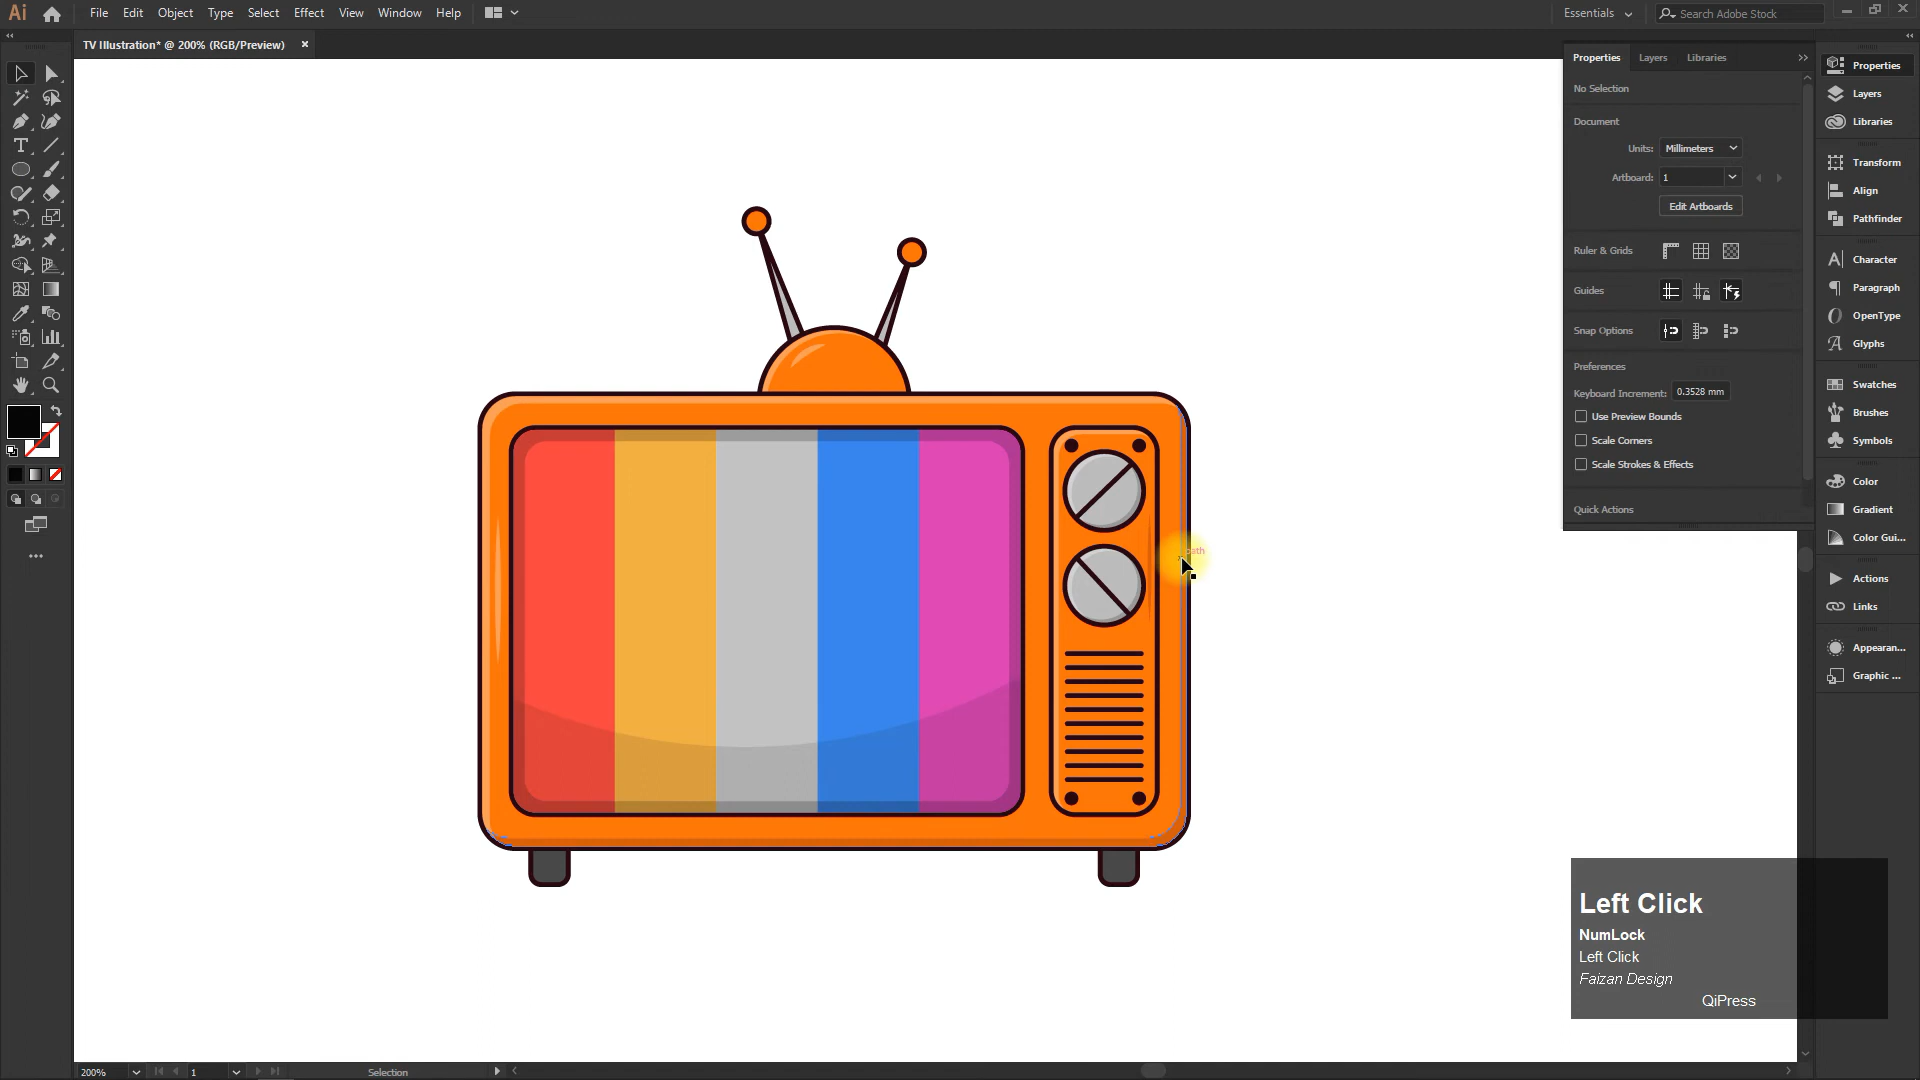 Ai File Edit Object Type Select Effect View Window Help Essentials Search Adobe Stock
TV Illustration* @ 200% (RGB/Preview) ×
Properties Layers Libraries
No Selection
Document
Units: Millimeters
Artboard: 1
Edit Artboards
Ruler & Grids
Guides
Snap Options
Preferences
Keyboard Increment: 0.3528 mm
Use Preview Bounds
Scale Corners
Scale Strokes & Effects
Quick Actions
Properties
Layers
Libraries
Transform
Align
Pathfinder
Character
Paragraph
OpenType
Glyphs
Swatches
Brushes
Symbols
Color
Gradient
Color Gui...
Actions
Links
Appearan...
Graphic ...
path
Left Click
NumLock
Left Click
Faizan Design
QiPress
200% 1 Selection